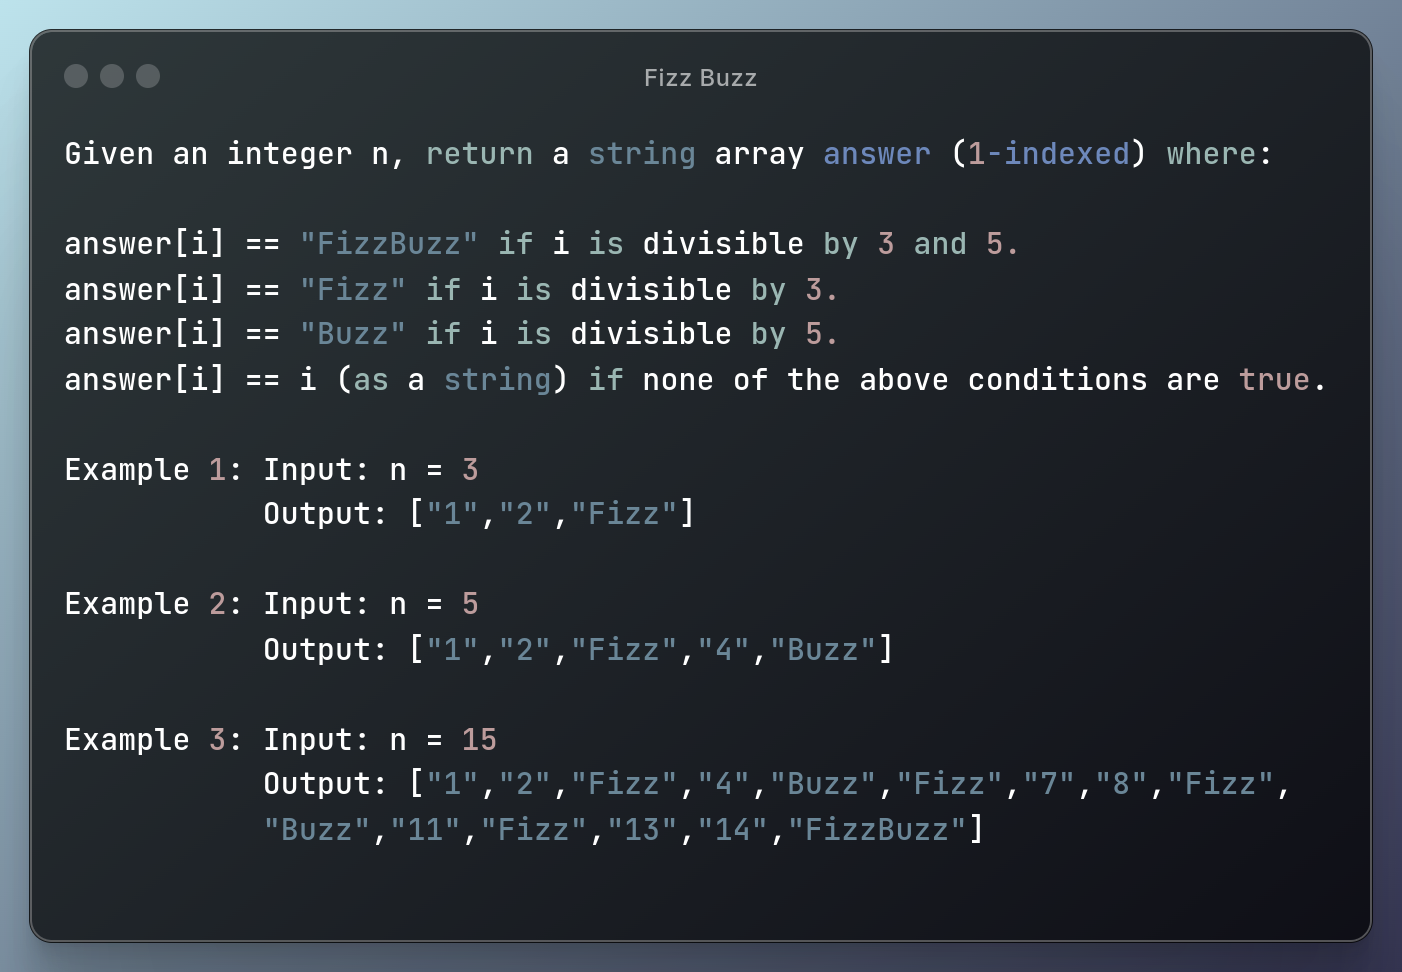 Fizz Buzz
Given an integer n, return a string array answer (1-indexed) where:
answer[i] == "FizzBuzz" if i is divisible by 3 and 5.
answer[i] == "Fizz" if i is divisible by 3.
answer[i] == "Buzz" if i is divisible by 5.
answer[i] == i (as a string) if none of the above conditions are true.
Example 1: Input: n = 3
Output: ["1","2","Fizz"]
Example 2: Input: n = 5
Output: ["1","2","Fizz","4","Buzz"]
Example 3: Input: n = 15
Output: ["1","2","Fizz","4","Buzz","Fizz","7","8","Fizz",
"Buzz","11","Fizz","13","14","FizzBuzz"]